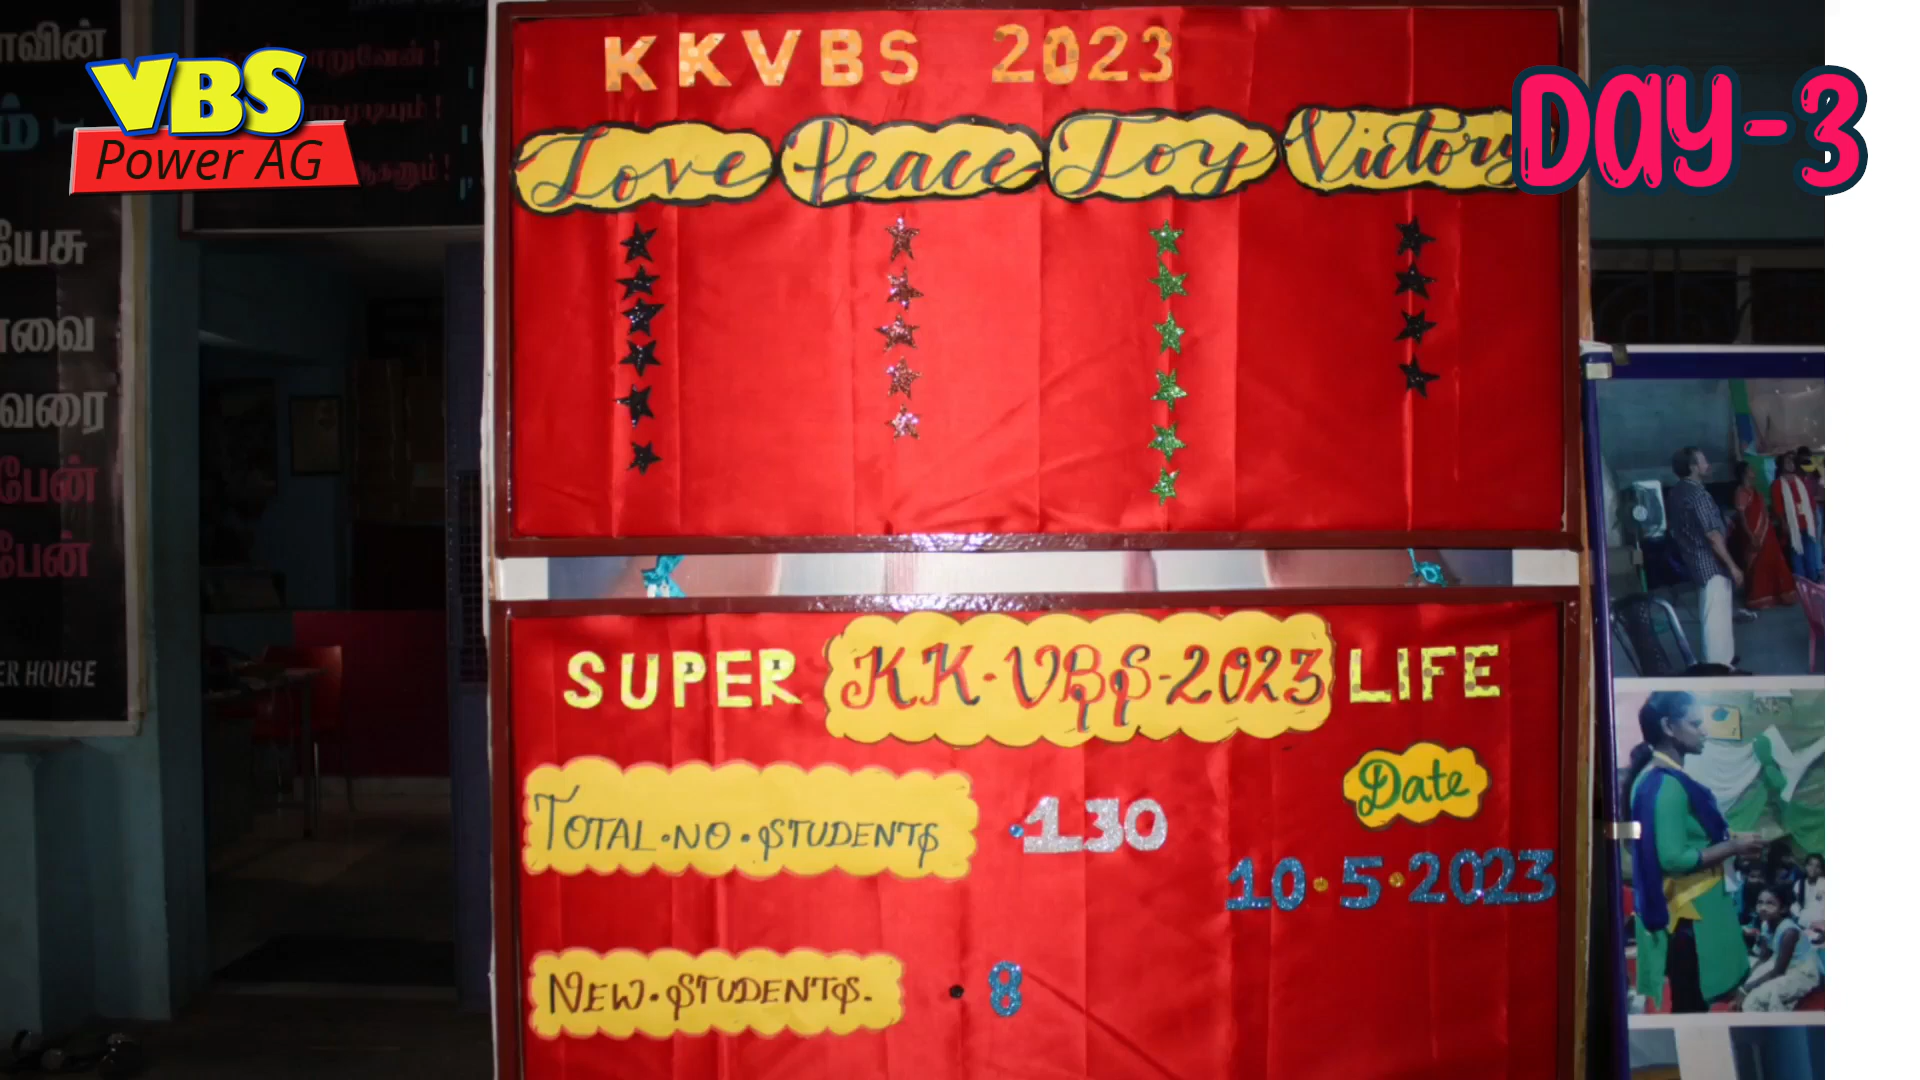 VBS
Power AG
DAY-3
KKVBS 2023
Love Peace Joy Victory
SUPER KK-VBS-2023 LIFE
TOTAL.NO.STUDENTS .130
Date
10.5.2023
NEW.STUDENTS. . 8
யேசு
வரை
பேன்
பேன்
ER HOUSE